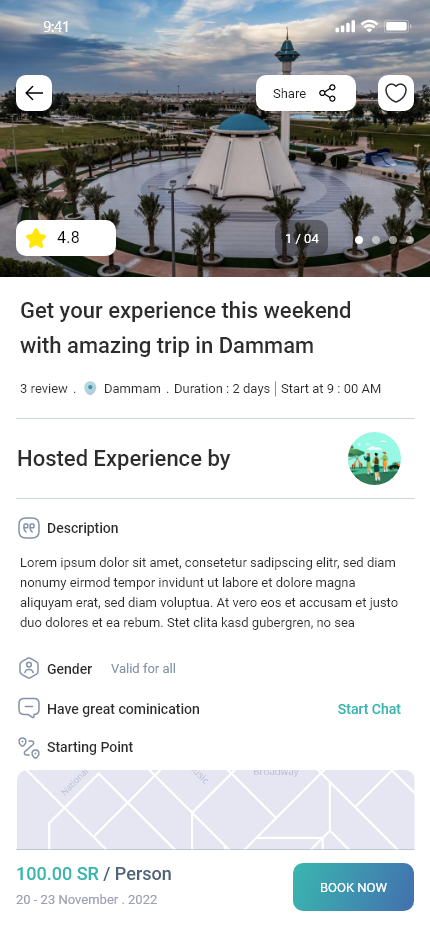 9:41
Share
4.8
1 / 04
Get your experience this weekend
with amazing trip in Dammam
3 review . Dammam . Duration : 2 days | Start at 9 : 00 AM
Hosted Experience by
Description
Lorem ipsum dolor sit amet, consetetur sadipscing elitr, sed diam
nonumy eirmod tempor invidunt ut labore et dolore magna
aliquyam erat, sed diam voluptua. At vero eos et accusam et justo
duo dolores et ea rebum. Stet clita kasd gubergren, no sea
Gender Valid for all
Have great cominication Start Chat
Starting Point
Broadway
100.00 SR / Person
20 - 23 November . 2022
BOOK NOW